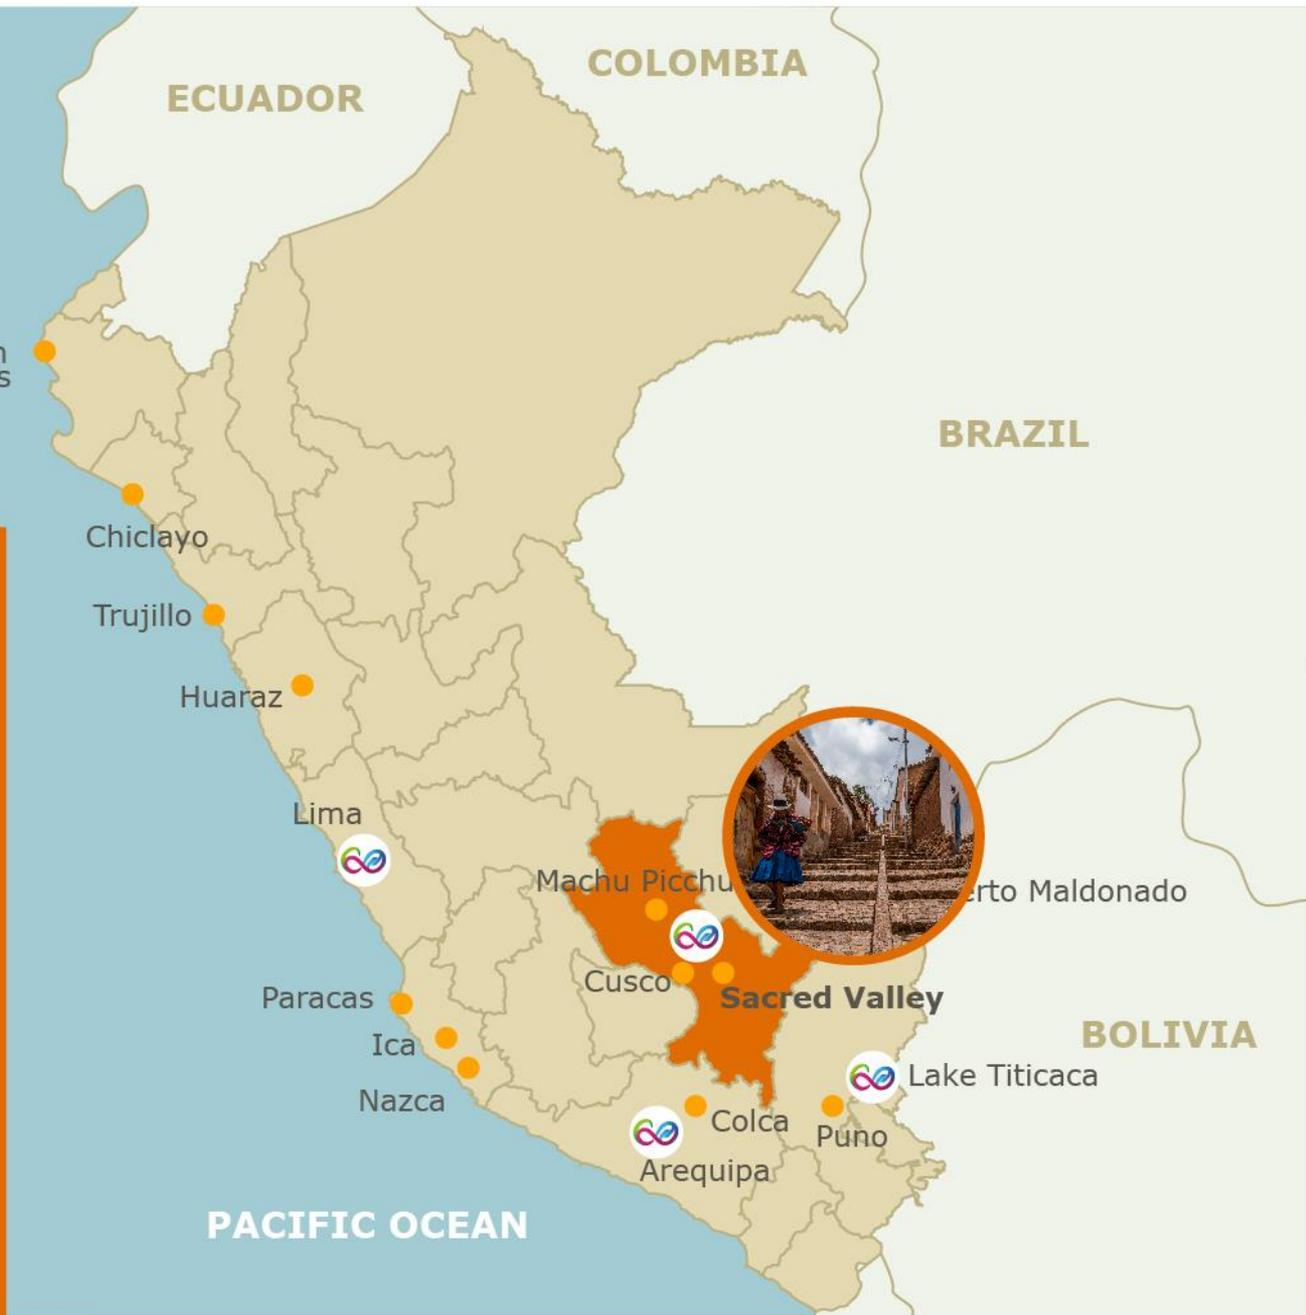 COLOMBIA
ECUADOR
BRAZIL
Chiclayo
Trujillo
Huaraz
Lima
Machu Picchu
Maldonado
Cusco
Sacred Valley
Paracas
Ica
BOLIVIA
Lake Titicaca
Nazca
Colca
Puno
Arequipa
PACIFIC OCEAN